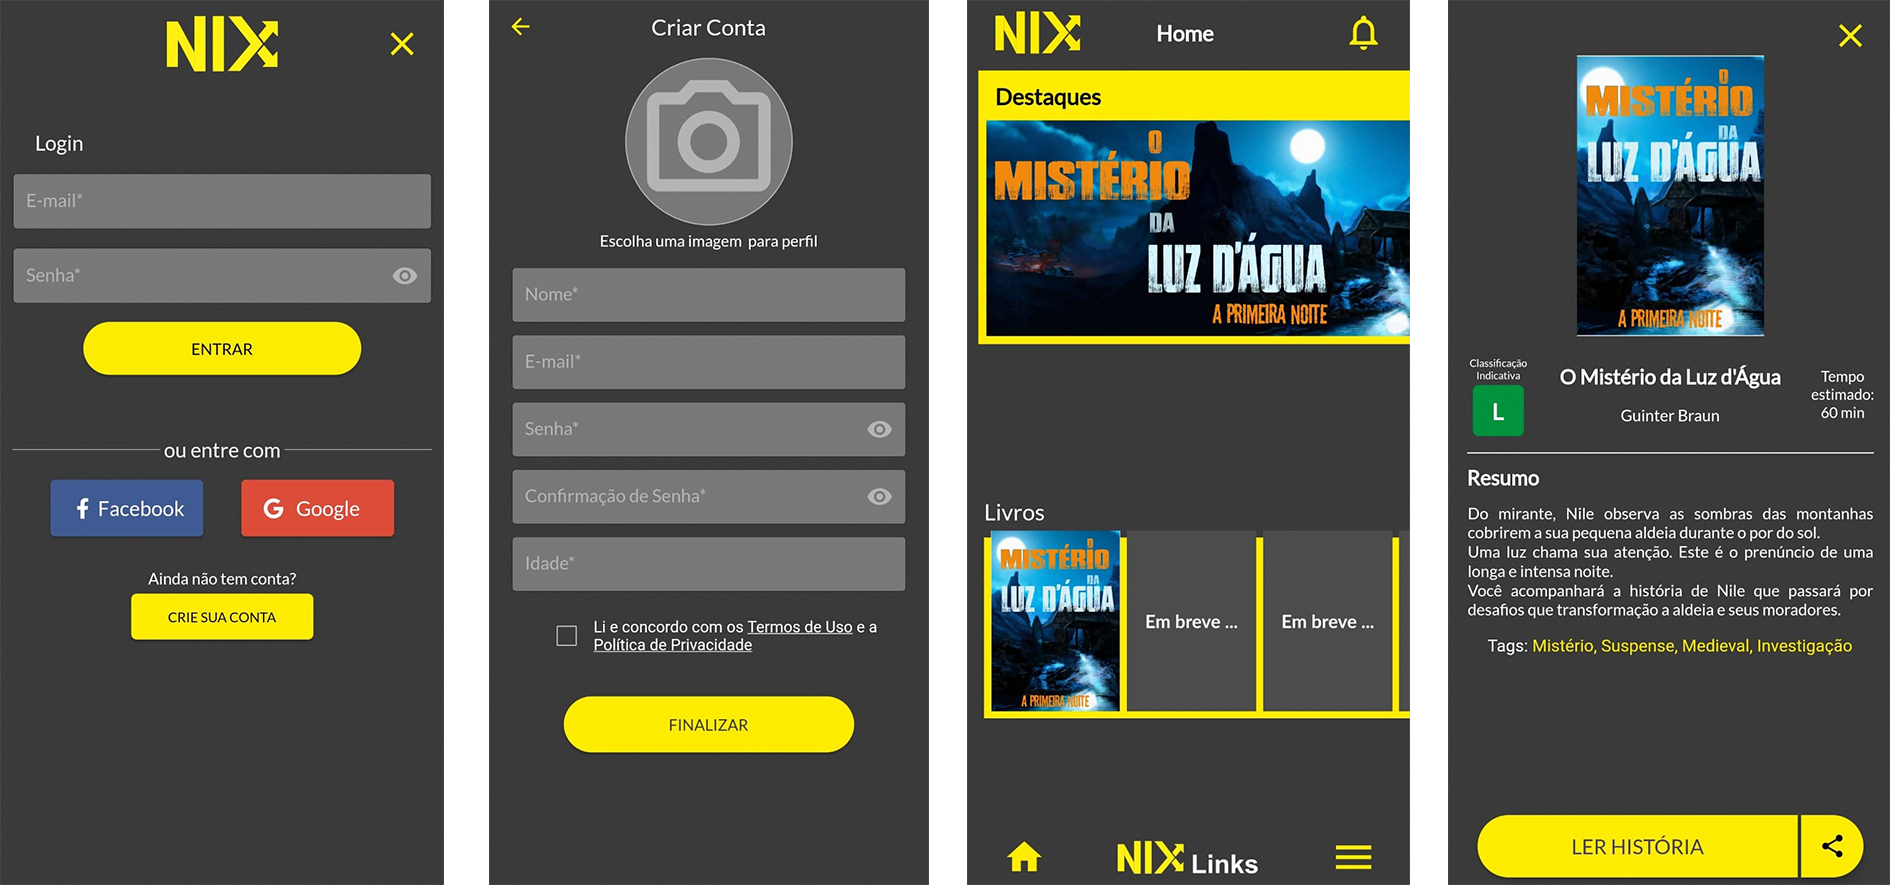 NIX
Login
E-mail*
Senha*
ENTRAR
ou entre com
f Facebook
G Google
Ainda não tem conta?
CRIE SUA CONTA
Criar Conta
Escolha uma imagem para perfil
Nome*
E-mail*
Senha*
Confirmação de Senha*
Idade*
Li e concordo com os Termos de Uso e a
Política de Privacidade
FINALIZAR
NIX
Home
Destaques
O
MISTÉRIO
DA
LUZ D'ÁGUA
A PRIMEIRA NOITE
Livros
O
MISTÉRIO
DA
LUZ D'ÁGUA
A PRIMEIRA NOITE
Em breve ...
Em breve ...
NIX Links
O
MISTÉRIO
DA
LUZ D'ÁGUA
A PRIMEIRA NOITE
Classificação
Indicativa
L
O Mistério da Luz d'Água
Guinter Braun
Tempo
estimado:
60 min
Resumo
Do mirante, Nile observa as sombras das montanhas
cobrirem a sua pequena aldeia durante o por do sol.
Uma luz chama sua atenção. Este é o prenúncio de uma
longa e intensa noite.
Você acompanhará a história de Nile que passará por
desafios que transformação a aldeia e seus moradores.
Tags: Mistério, Suspense, Medieval, Investigação
LER HISTÓRIA